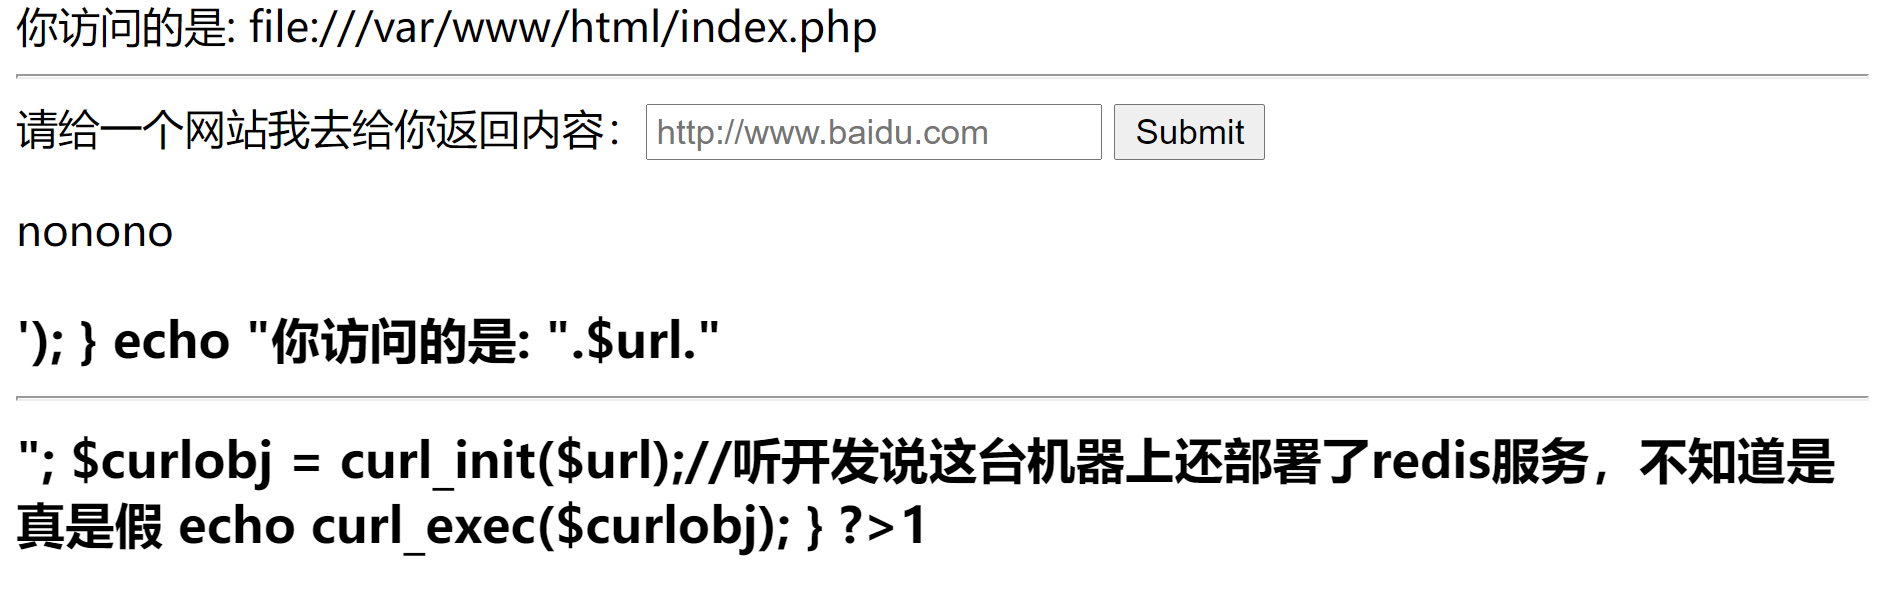 你访问的是: file:///var/www/html/index.php
请给一个网站我去给你返回内容： http://www.baidu.com Submit
nonono
'); } echo "你访问的是: ".$url."
"; $curlobj = curl_init($url);//听开发说这台机器上还部署了redis服务，不知道是
真是假 echo curl_exec($curlobj); } ?>1